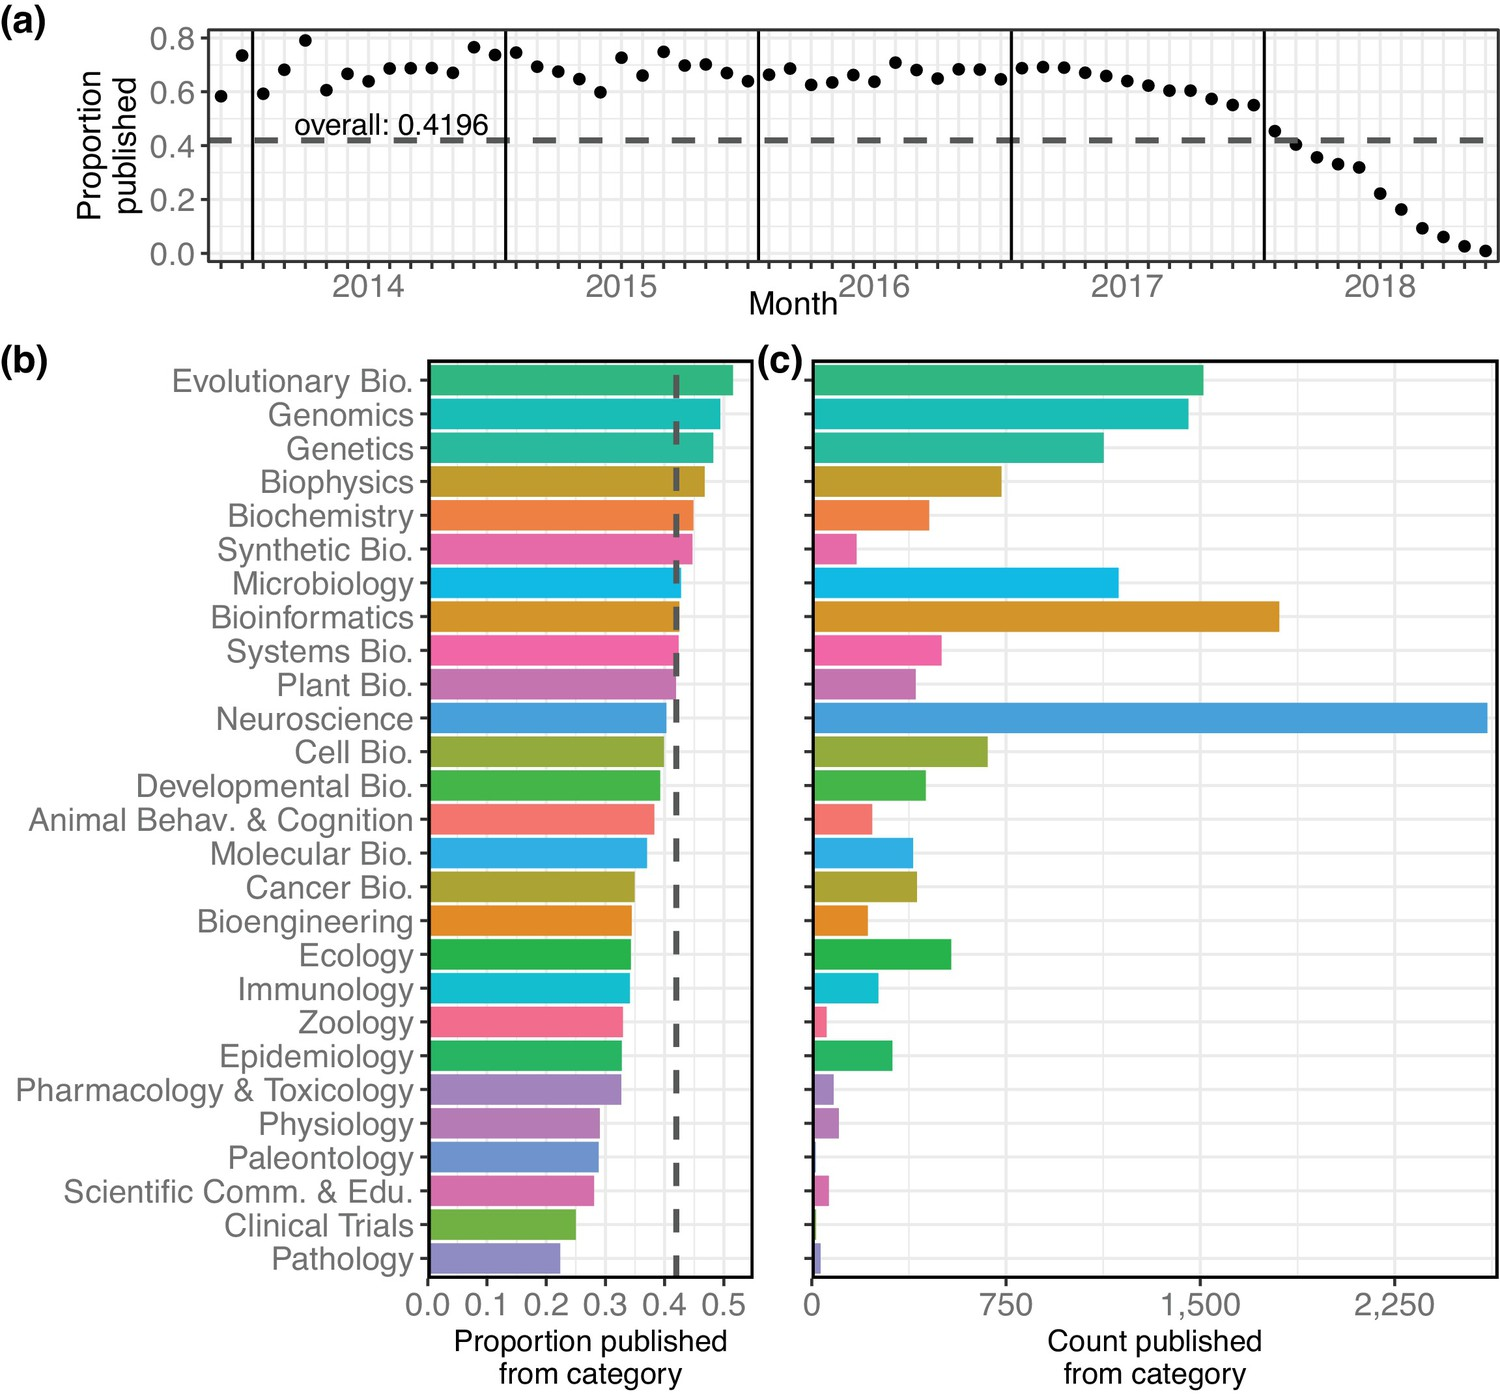 (a)
Proportion
published
0.8
0.6
0.4
0.2
0.0
overall: 0.4196
2014
2015
2016
2017
2018
Month
(b)
Evolutionary Bio.
Genomics
Genetics
Biophysics
Biochemistry
Synthetic Bio.
Microbiology
Bioinformatics
Systems Bio.
Plant Bio.
Neuroscience
Cell Bio.
Developmental Bio.
Animal Behav. & Cognition
Molecular Bio.
Cancer Bio.
Bioengineering
Ecology
Immunology
Zoology
Epidemiology
Pharmacology & Toxicology
Physiology
Paleontology
Scientific Comm. & Edu.
Clinical Trials
Pathology
0.0 0.1 0.2 0.3 0.4 0.5
Proportion published
from category
(c)
0 750 1,500 2,250
Count published
from category